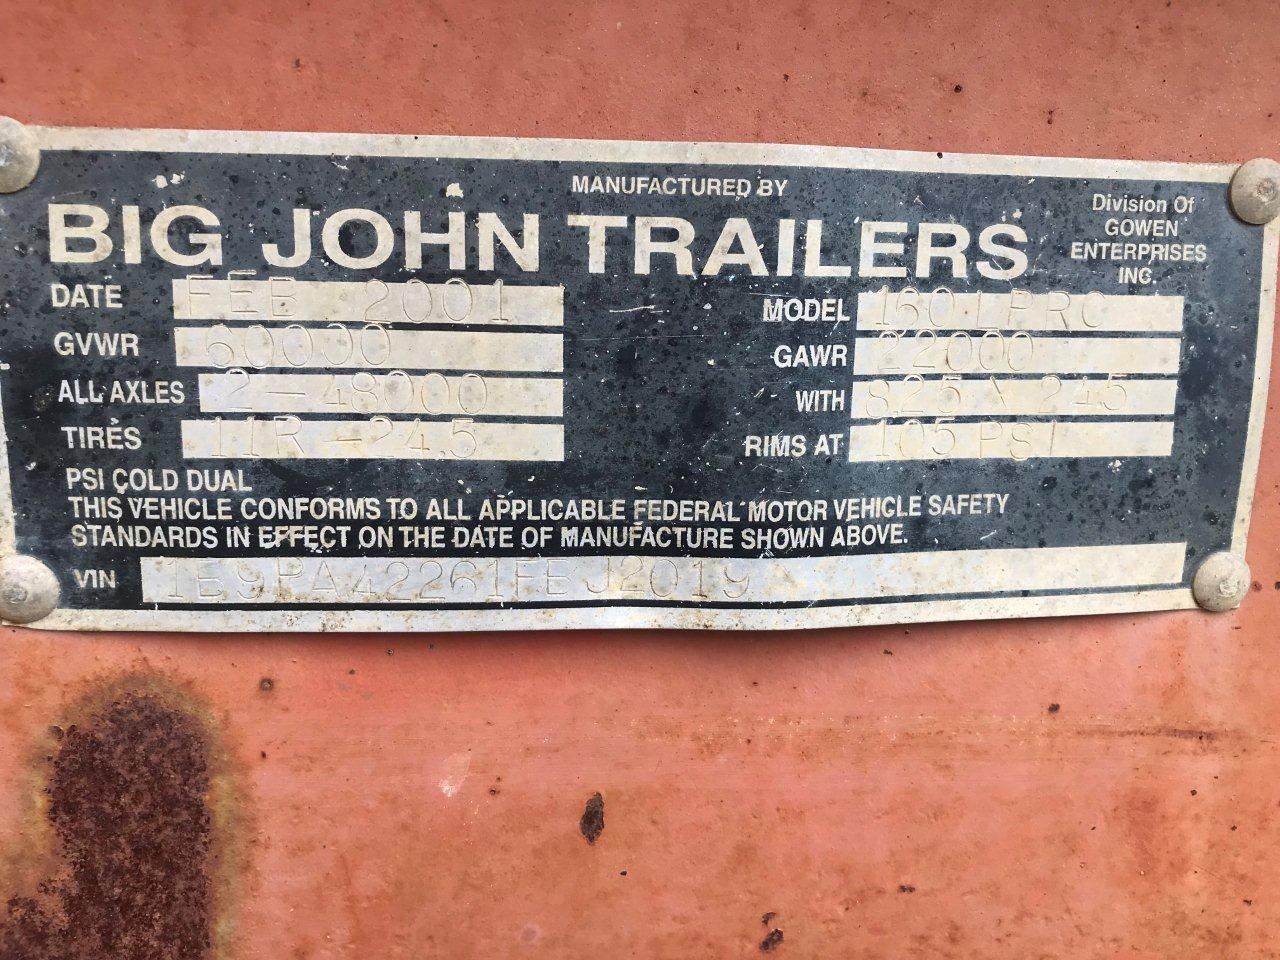 MANUFACTURED BY
BIG JOHN TRAILERS
Division Of
GOWEN
ENTERPRISES
INC.
DATE FEB 2001
MODEL 1601 PRC
GVWR 60000
GAWR 22000
ALL AXLES 2-48000
WITH 825 X 245
TIRES 11R-24.5
RIMS AT 105 PSI
PSI COLD DUAL
THIS VEHICLE CONFORMS TO ALL APPLICABLE FEDERAL MOTOR VEHICLE SAFETY
STANDARDS IN EFFECT ON THE DATE OF MANUFACTURE SHOWN ABOVE.
VIN